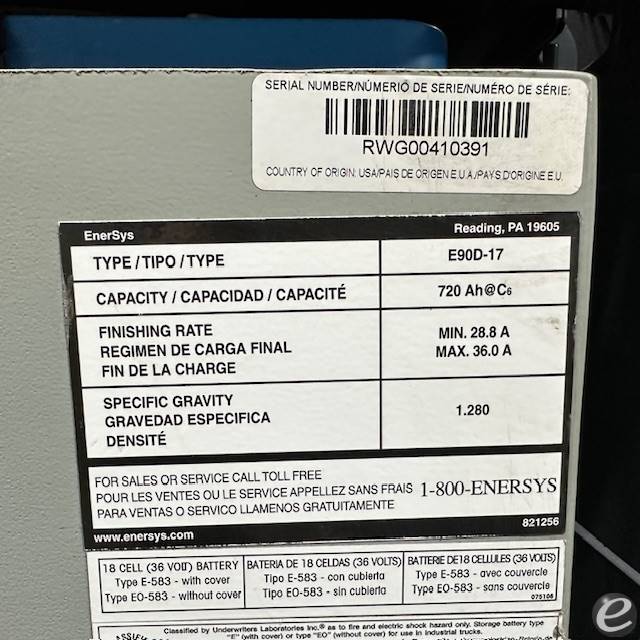 SERIAL NUMBER/NÚMERIO DE SERIE/NUMÉRO DE SÉRIE:
RWG00410391
COUNTRY OF ORIGIN: USA/PAIS DE ORIGEN E.U.A./PAYS D'ORIGINE E.U.
EnerSys Reading, PA 19605
TYPE / TIPO / TYPE E90D-17
CAPACITY / CAPACIDAD / CAPACITÉ 720 Ah@C6
FINISHING RATE
REGIMEN DE CARGA FINAL
FIN DE LA CHARGE
MIN. 28.8 A
MAX. 36.0 A
SPECIFIC GRAVITY
GRAVEDAD ESPECIFICA
DENSITÉ
1.280
FOR SALES OR SERVICE CALL TOLL FREE
POUR LES VENTES OU LE SERVICE APPELLEZ SANS FRAIS
PARA VENTAS O SERVICO LLAMENOS GRATUITAMENTE
1-800-ENERSYS
www.enersys.com 821256
18 CELL (36 VOLT) BATTERY
Type E-583 - with cover
Type EO-583 - without cover
BATERIA DE 18 CELDAS (36 VOLTS)
Tipo E-583 - con cubierta
Tipo EO-583 - sin cubierta
BATTERIE DE 18 CELLULES (36 VOLTS)
Type E-583 - avec couvercle
Type EO-583 - sans couvercle
075106
Classified by Underwriters Laboratories Inc.® as to fire and electric shock hazard only. Storage battery type
"E" (with cover) or type "EO" (without cover) for use in industrial trucks.
e